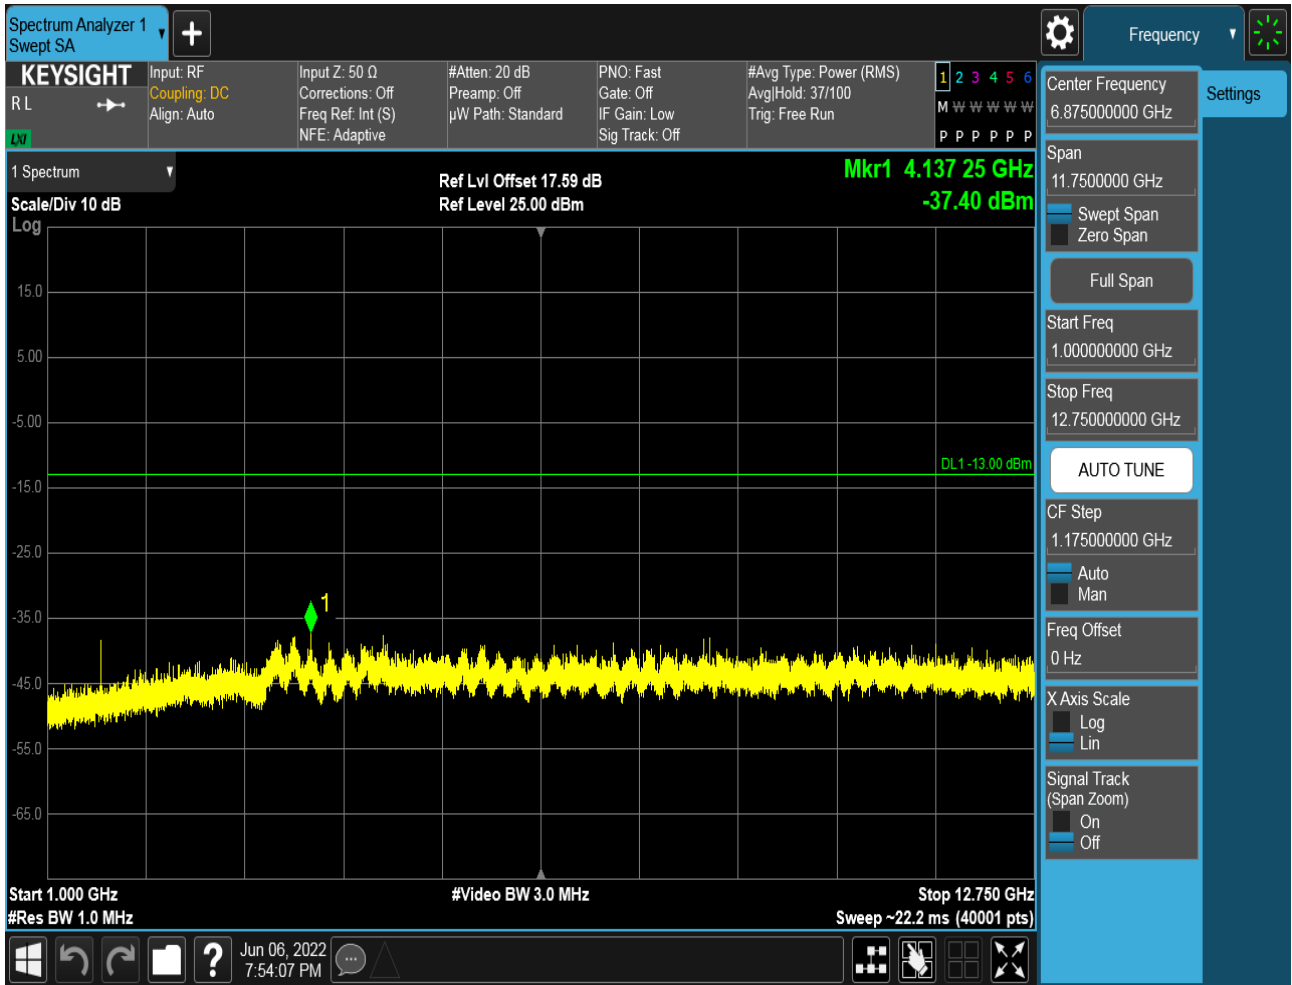 Spectrum Analyzer 1
Swept SA
Frequency
KEYSIGHT
R L
LXI
Input: RF
Coupling: DC
Align: Auto
Input Z: 50 Ω
Corrections: Off
Freq Ref: Int (S)
NFE: Adaptive
#Atten: 20 dB
Preamp: Off
µW Path: Standard
PNO: Fast
Gate: Off
IF Gain: Low
Sig Track: Off
#Avg Type: Power (RMS)
Avg|Hold: 37/100
Trig: Free Run
1 2 3 4 5 6
M W W W W W
P P P P P P
1 Spectrum
Scale/Div 10 dB
Log
Ref Lvl Offset 17.59 dB
Ref Level 25.00 dBm
Mkr1 4.137 25 GHz
-37.40 dBm
15.0
5.00
-5.00
DL1 -13.00 dBm
-15.0
-25.0
1
-35.0
-45.0
-55.0
-65.0
Start 1.000 GHz
#Res BW 1.0 MHz
#Video BW 3.0 MHz
Stop 12.750 GHz
Sweep ~22.2 ms (40001 pts)
Jun 06, 2022
7:54:07 PM
Center Frequency
6.875000000 GHz
Span
11.7500000 GHz
Swept Span
Zero Span
Full Span
Start Freq
1.000000000 GHz
Stop Freq
12.750000000 GHz
AUTO TUNE
CF Step
1.175000000 GHz
Auto
Man
Freq Offset
0 Hz
X Axis Scale
Log
Lin
Signal Track
(Span Zoom)
On
Off
Settings